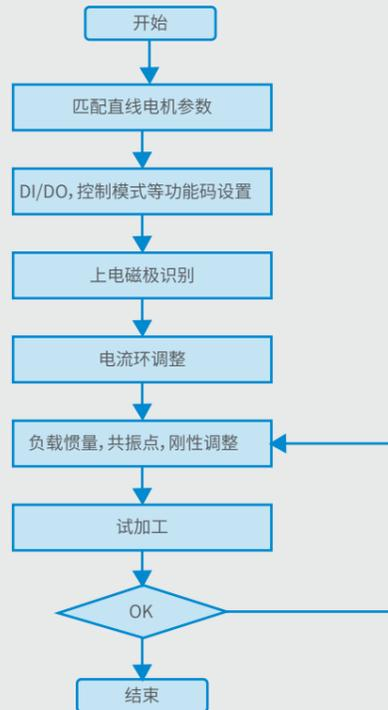 开始
匹配直线电机参数
DI/DO, 控制模式等功能码设置
上电磁极识别
电流环调整
负载惯量, 共振点, 刚性调整
试加工
OK
结束